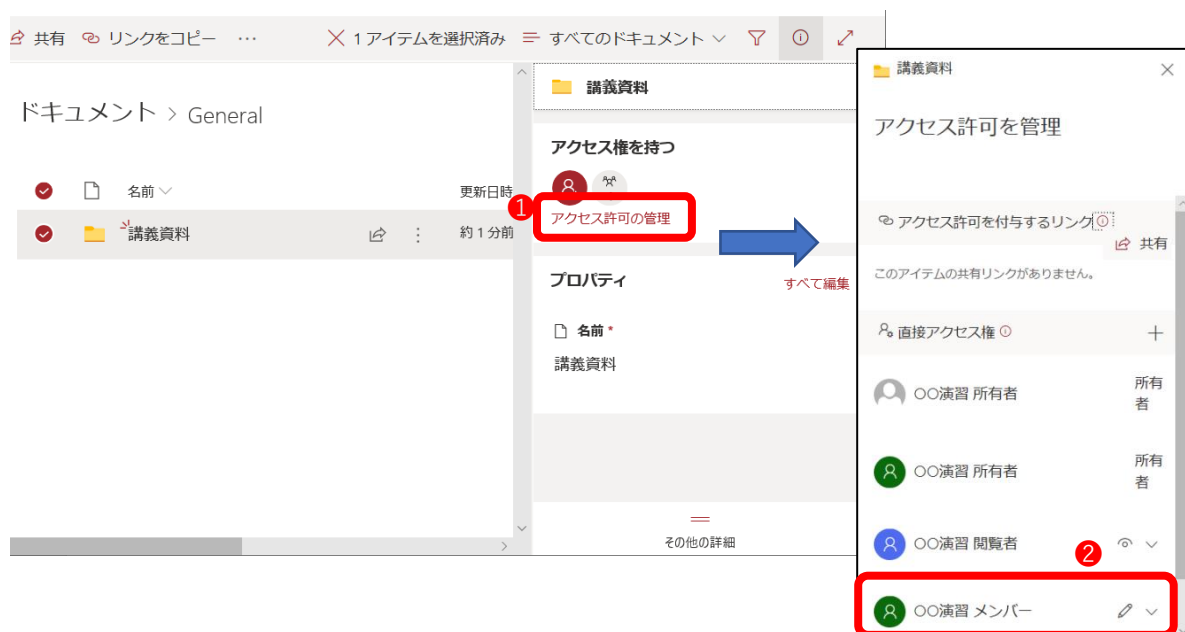 共有 リンクをコピー … 1 アイテムを選択済み すべてのドキュメント
ドキュメント > General
名前 更新日時
講義資料 約 1 分前
講義資料
アクセス権を持つ
1
アクセス許可の管理
プロパティ すべて編集
名前 *
講義資料
その他の詳細
講義資料
アクセス許可を管理
アクセス許可を付与するリンク
共有
このアイテムの共有リンクがありません。
直接アクセス権
〇〇演習 所有者 所有
者
〇〇演習 所有者 所有
者
〇〇演習 閲覧者
2
〇〇演習 メンバー